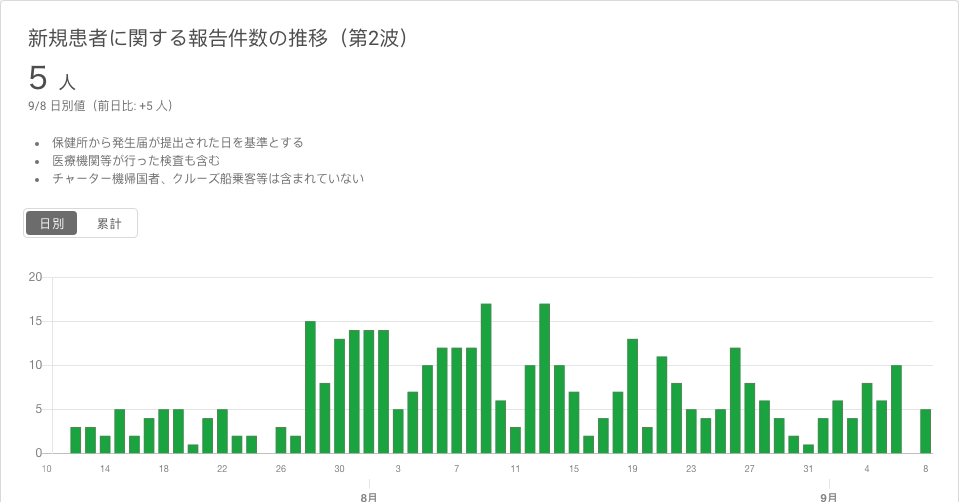 新規患者に関する報告件数の推移（第2波）
5 人
9/8 日別値（前日比: +5 人）
保健所から発生届が提出された日を基準とする
医療機関等が行った検査も含む
チャーター機帰国者、クルーズ船乗客等は含まれていない
日別 累計
20
15
10
5
0
10 14 18 22 26 30 3 7 11 15 19 23 27 31 4 8
8月 9月